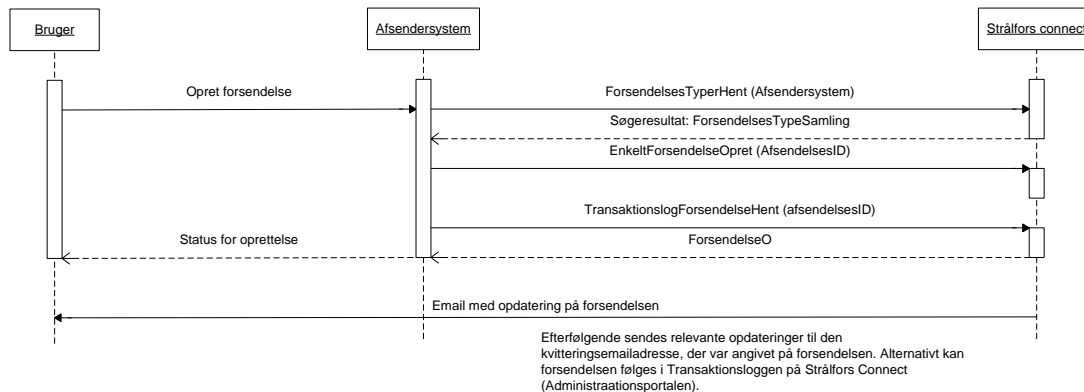 Bruger
Afsendersystem
Strålfors connect
Opret forsendelse
ForsendelsesTyperHent (Afsendersystem)
Søgeresultat: ForsendelsesTypeSamling
EnkeltForsendelseOpret (AfsendelsesID)
TransaktionslogForsendelseHent (afsendelsesID)
Status for oprettelse
ForsendelseO
Email med opdatering på forsendelsen
Efterfølgende sendes relevante opdateringer til den
kvitteringsemailadresse, der var angivet på forsendelsen. Alternativt kan
forsendelsen følges i Transaktionsloggen på Strålfors Connect
(Administraationsportalen).